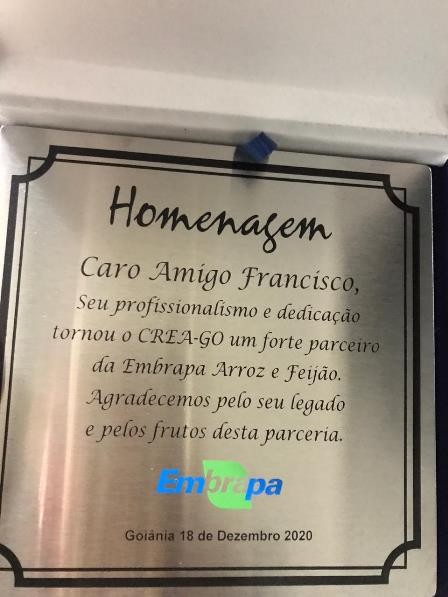 Homenagem
Caro Amigo Francisco,
Seu profissionalismo e dedicação
tornou o CREA-GO um forte parceiro
da Embrapa Arroz e Feijão.
Agradecemos pelo seu legado
e pelos frutos desta parceria.
Embrapa
Goiânia 18 de Dezembro 2020